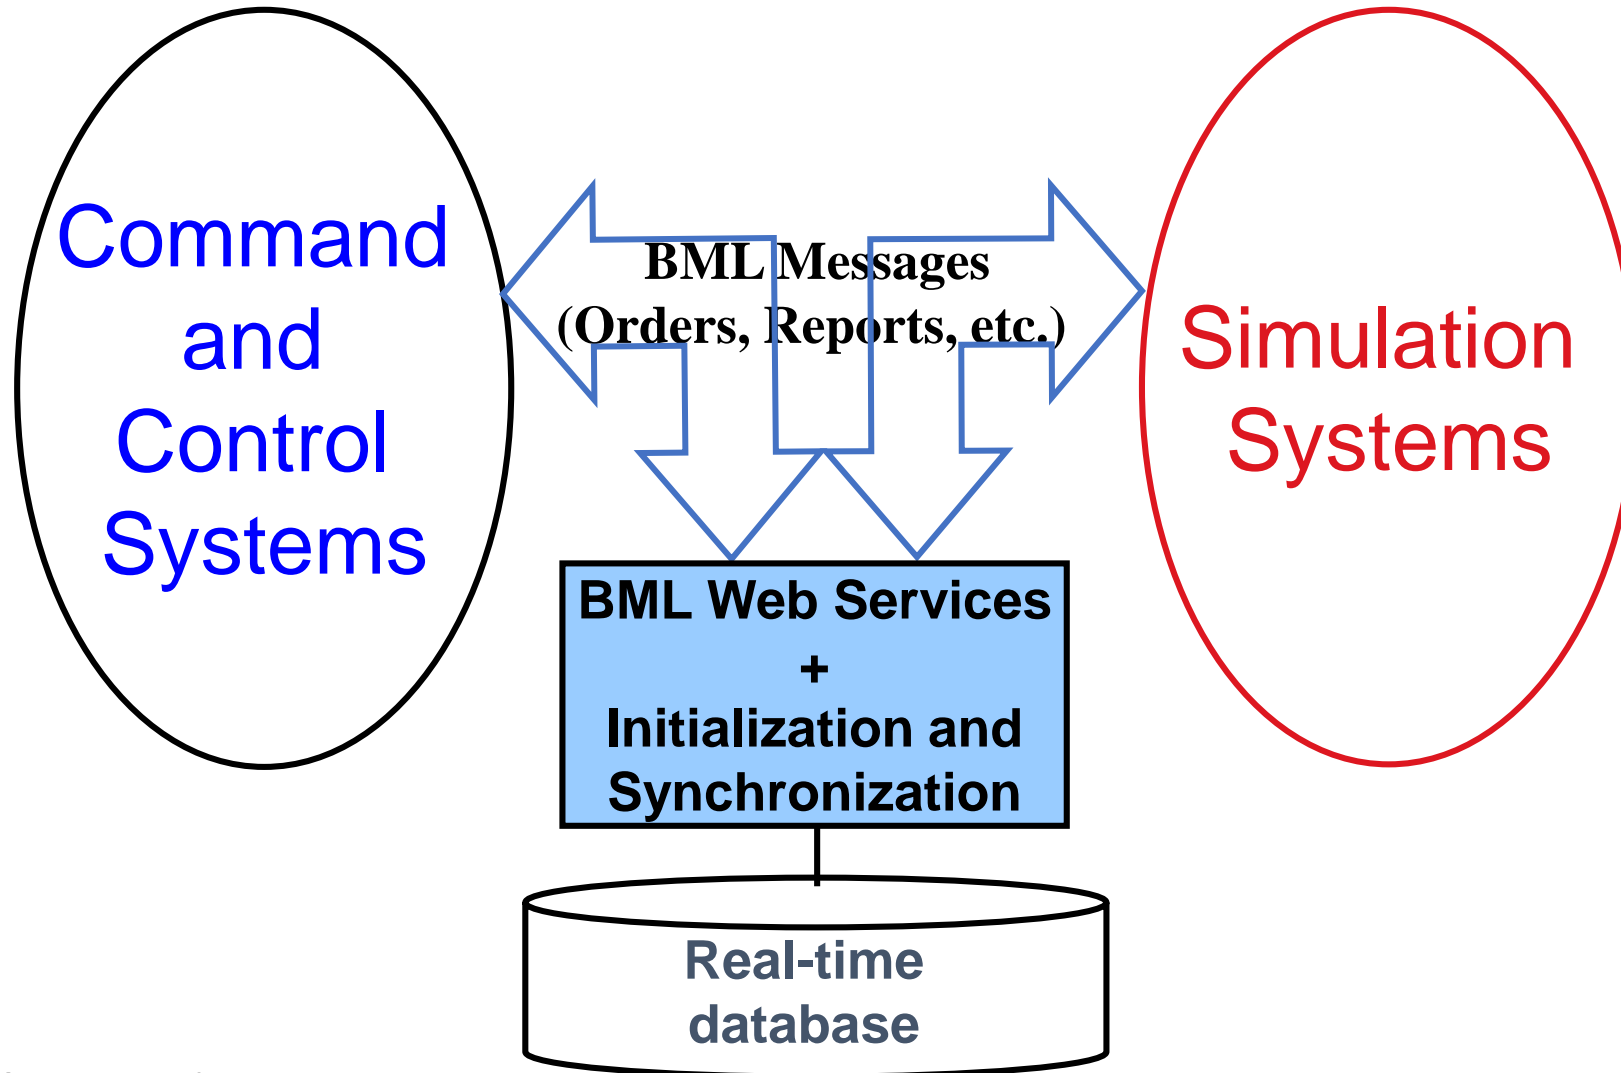 Command
and
Control
Systems
BML Messages
(Orders, Reports, etc.)
Simulation
Systems
BML Web Services
+
Initialization and
Synchronization
Real-time
database